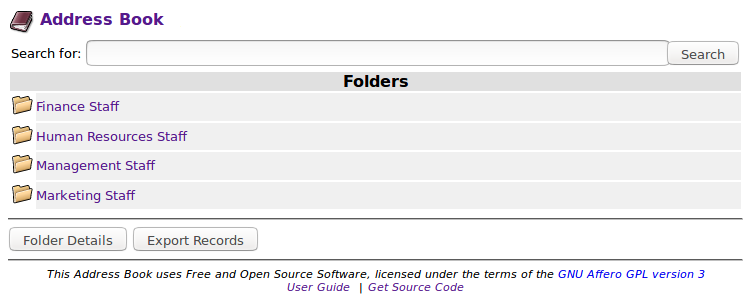 Address Book
Search for: Search
Folders
Finance Staff
Human Resources Staff
Management Staff
Marketing Staff
Folder Details Export Records
This Address Book uses Free and Open Source Software, licensed under the terms of the GNU Affero GPL version 3
User Guide | Get Source Code